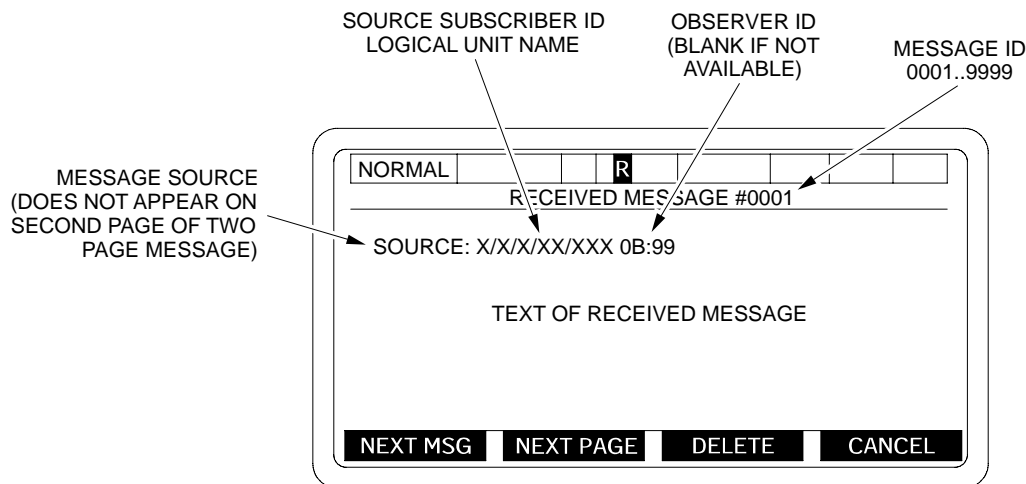 SOURCE SUBSCRIBER ID
LOGICAL UNIT NAME
OBSERVER ID
(BLANK IF NOT
AVAILABLE)
MESSAGE ID
0001..9999
MESSAGE SOURCE
(DOES NOT APPEAR ON
SECOND PAGE OF TWO
PAGE MESSAGE)
NORMAL R
RECEIVED MESSAGE #0001
SOURCE: X/X/X/XX/XXX 0B:99
TEXT OF RECEIVED MESSAGE
NEXT MSG NEXT PAGE DELETE CANCEL